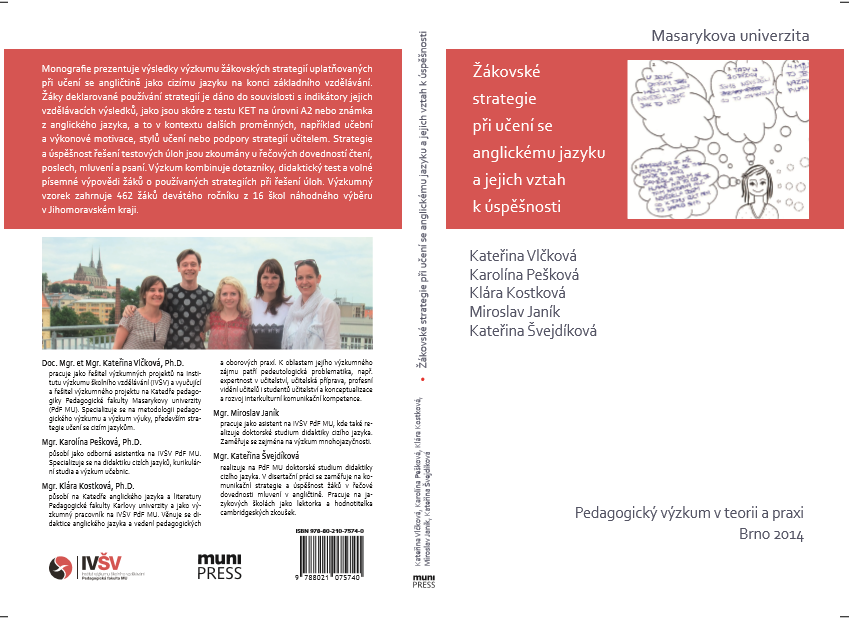 Monografie prezentuje výsledky výzkumu žákovských strategií uplatňovaných
při učení se angličtině jako cizímu jazyku na konci základního vzdělávání.
Žáky deklarované používání strategií je dáno do souvislosti s indikátory jejich
vzdělávacích výsledků, jako jsou skóre z testu KET na úrovni A2 nebo známka
z anglického jazyka, a to v kontextu dalších proměnných, například učební
a výkonové motivace, stylů učení nebo podpory strategií učitelem. Strategie
a úspěšnost řešení testových úloh jsou zkoumány u řečových dovedností čtení,
poslech, mluvení a psaní. Výzkum kombinuje dotazníky, didaktický test a volné
písemné výpovědi žáků o používaných strategiích při řešení úloh. Výzkumný
vzorek zahrnuje 462 žáků devátého ročníku z 16 škol náhodného výběru
v Jihomoravském kraji.
Doc. Mgr. et Mgr. Kateřina Vlčková, Ph.D.
pracuje jako řešitel výzkumných projektů na Insti-
tutu výzkumu školního vzdělávání (IVŠV) a vyučující
a řešitel výzkumného projektu na Katedře pedago-
giky Pedagogické fakulty Masarykovy univerzity
(PdF MU). Specializuje se na metodologii pedago-
gického výzkumu a výzkum výuky, především stra-
tegie učení se cizím jazykům.
Mgr. Karolína Pešková, Ph.D.
působí jako odborná asistentka na IVŠV PdF MU.
Specializuje se na didaktiku cizích jazyků, kurikulár-
ní studia a výzkum učebnic.
Mgr. Klára Kostková, Ph.D.
působí na Katedře anglického jazyka a literatury
Pedagogické fakulty Karlovy univerzity a jako vý-
zkumný pracovník na IVŠV PdF MU. Věnuje se di-
daktice anglického jazyka a vedení pedagogických
a oborových praxí. K oblastem jejího výzkumného
zájmu patří pedeutologická problematika, např.
expertnost v učitelství, učitelská příprava, profesní
vidění učitelů i studentů učitelství a konceptualizace
a rozvoj interkulturní komunikační kompetence.
Mgr. Miroslav Janík
pracuje jako asistent na IVŠV PdF MU, kde také re-
alizuje doktorské studium didaktiky cizího jazyka.
Zaměřuje se zejména na výzkum mnohojazyčnosti.
Mgr. Kateřina Švejdíková
realizuje na PdF MU doktorské studium didaktiky
cizího jazyka. V disertační práci se zaměřuje na ko-
munikační strategie a úspěšnost žáků v řečové
dovednosti mluvení v angličtině. Pracuje na ja-
zykových školách jako lektorka a hodnotitelka
cambridgeských zkoušek.
IVŠV
Institut výzkumu školního vzdělávání
Pedagogické fakulty MU
MUNI
PRESS
ISBN 978-80-210-7574-0
9 788021 075740
Žákovské strategie při učení se anglickému jazyku a jejich vztah k úspěšnosti
Kateřina Vlčková, Karolína Pešková, Klára Kostková,
Miroslav Janík, Kateřina Švejdíková
MUNI
PRESS
Masarykova univerzita
Žákovské
strategie
při učení se
anglickému jazyku
a jejich vztah
k úspěšnosti
Kateřina Vlčková
Karolína Pešková
Klára Kostková
Miroslav Janík
Kateřina Švejdíková
Pedagogický výzkum v teorii a praxi
Brno 2014